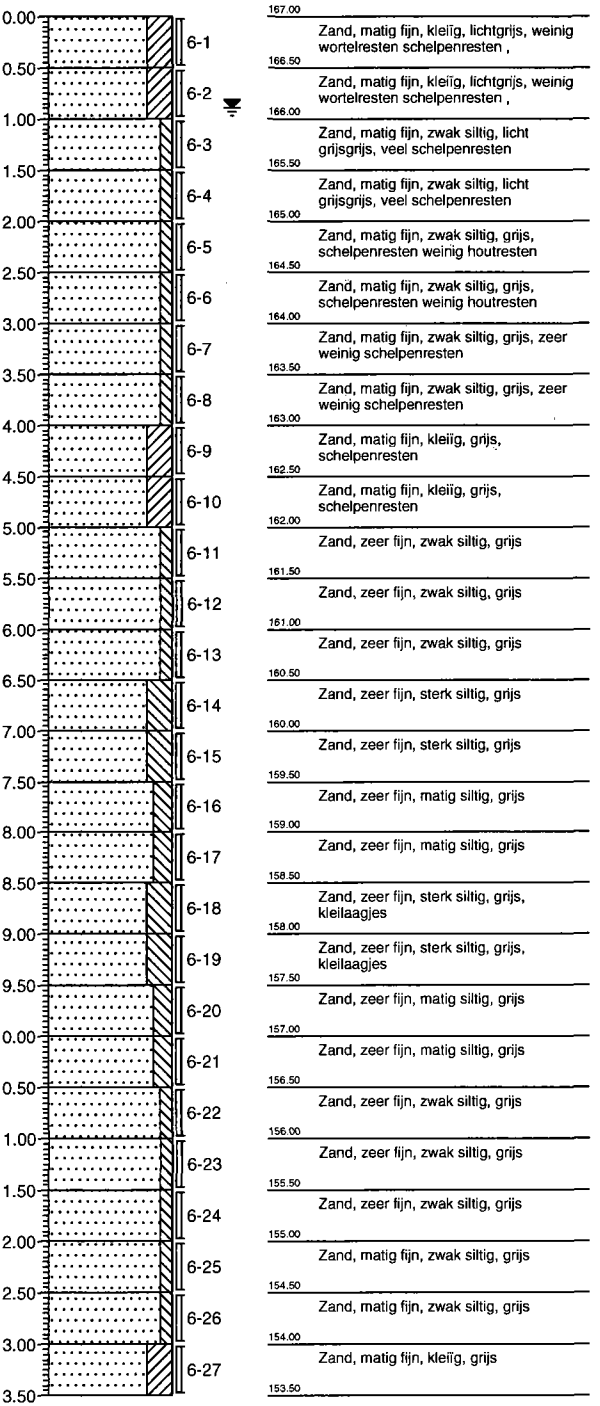 167.00
0.00
6-1
Zand, matig fijn, kleiïg, lichtgrijs, weinig
wortelresten schelpenresten ,
166.50
0.50
6-2
Zand, matig fijn, kleiïg, lichtgrijs, weinig
wortelresten schelpenresten ,
166.00
1.00
6-3
Zand, matig fijn, zwak siltig, licht
grijsgrijs, veel schelpenresten
165.50
1.50
6-4
Zand, matig fijn, zwak siltig, licht
grijsgrijs, veel schelpenresten
165.00
2.00
6-5
Zand, matig fijn, zwak siltig, grijs,
schelpenresten weinig houtresten
164.50
2.50
6-6
Zand, matig fijn, zwak siltig, grijs,
schelpenresten weinig houtresten
164.00
3.00
6-7
Zand, matig fijn, zwak siltig, grijs, zeer
weinig schelpenresten
163.50
3.50
6-8
Zand, matig fijn, zwak siltig, grijs, zeer
weinig schelpenresten
163.00
4.00
6-9
Zand, matig fijn, kleiïg, grijs,
schelpenresten
162.50
4.50
6-10
Zand, matig fijn, kleiïg, grijs,
schelpenresten
162.00
5.00
6-11
Zand, zeer fijn, zwak siltig, grijs
161.50
5.50
6-12
Zand, zeer fijn, zwak siltig, grijs
161.00
6.00
6-13
Zand, zeer fijn, zwak siltig, grijs
160.50
6.50
6-14
Zand, zeer fijn, sterk siltig, grijs
160.00
7.00
6-15
Zand, zeer fijn, sterk siltig, grijs
159.50
7.50
6-16
Zand, zeer fijn, matig siltig, grijs
159.00
8.00
6-17
Zand, zeer fijn, matig siltig, grijs
158.50
8.50
6-18
Zand, zeer fijn, sterk siltig, grijs,
kleilaagjes
158.00
9.00
6-19
Zand, zeer fijn, sterk siltig, grijs,
kleilaagjes
157.50
9.50
6-20
Zand, zeer fijn, matig siltig, grijs
157.00
0.00
6-21
Zand, zeer fijn, matig siltig, grijs
156.50
0.50
6-22
Zand, zeer fijn, zwak siltig, grijs
156.00
1.00
6-23
Zand, zeer fijn, zwak siltig, grijs
155.50
1.50
6-24
Zand, zeer fijn, zwak siltig, grijs
155.00
2.00
6-25
Zand, matig fijn, zwak siltig, grijs
154.50
2.50
6-26
Zand, matig fijn, zwak siltig, grijs
154.00
3.00
6-27
Zand, matig fijn, kleiïg, grijs
153.50
3.50